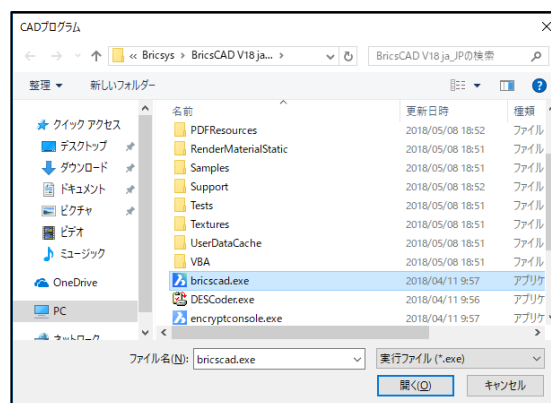 CADプログラム
« Bricsys › BricsCAD V18 ja... ›
BricsCAD V18 ja_JPの検索
整理 新しいフォルダー
名前 更新日時 種類
クイック アクセス
デスクトップ
ダウンロード
ドキュメント
ピクチャ
ビデオ
ミュージック
OneDrive
PC
ネットワーク
PDFResources 2018/05/08 18:52 ファイル
RenderMaterialStatic 2018/05/08 18:51 ファイル
Samples 2018/05/08 18:51 ファイル
Support 2018/05/08 18:52 ファイル
Tests 2018/05/08 18:51 ファイル
Textures 2018/05/08 18:51 ファイル
UserDataCache 2018/05/08 18:51 ファイル
VBA 2018/05/08 18:51 ファイル
bricscad.exe 2018/04/11 9:57 アプリケ
DESCoder.exe 2018/04/11 9:56 アプリケ
encryptconsole.exe 2018/04/11 9:57 アプリケ
ファイル名(N): bricscad.exe 実行ファイル (*.exe)
開く(O) キャンセル